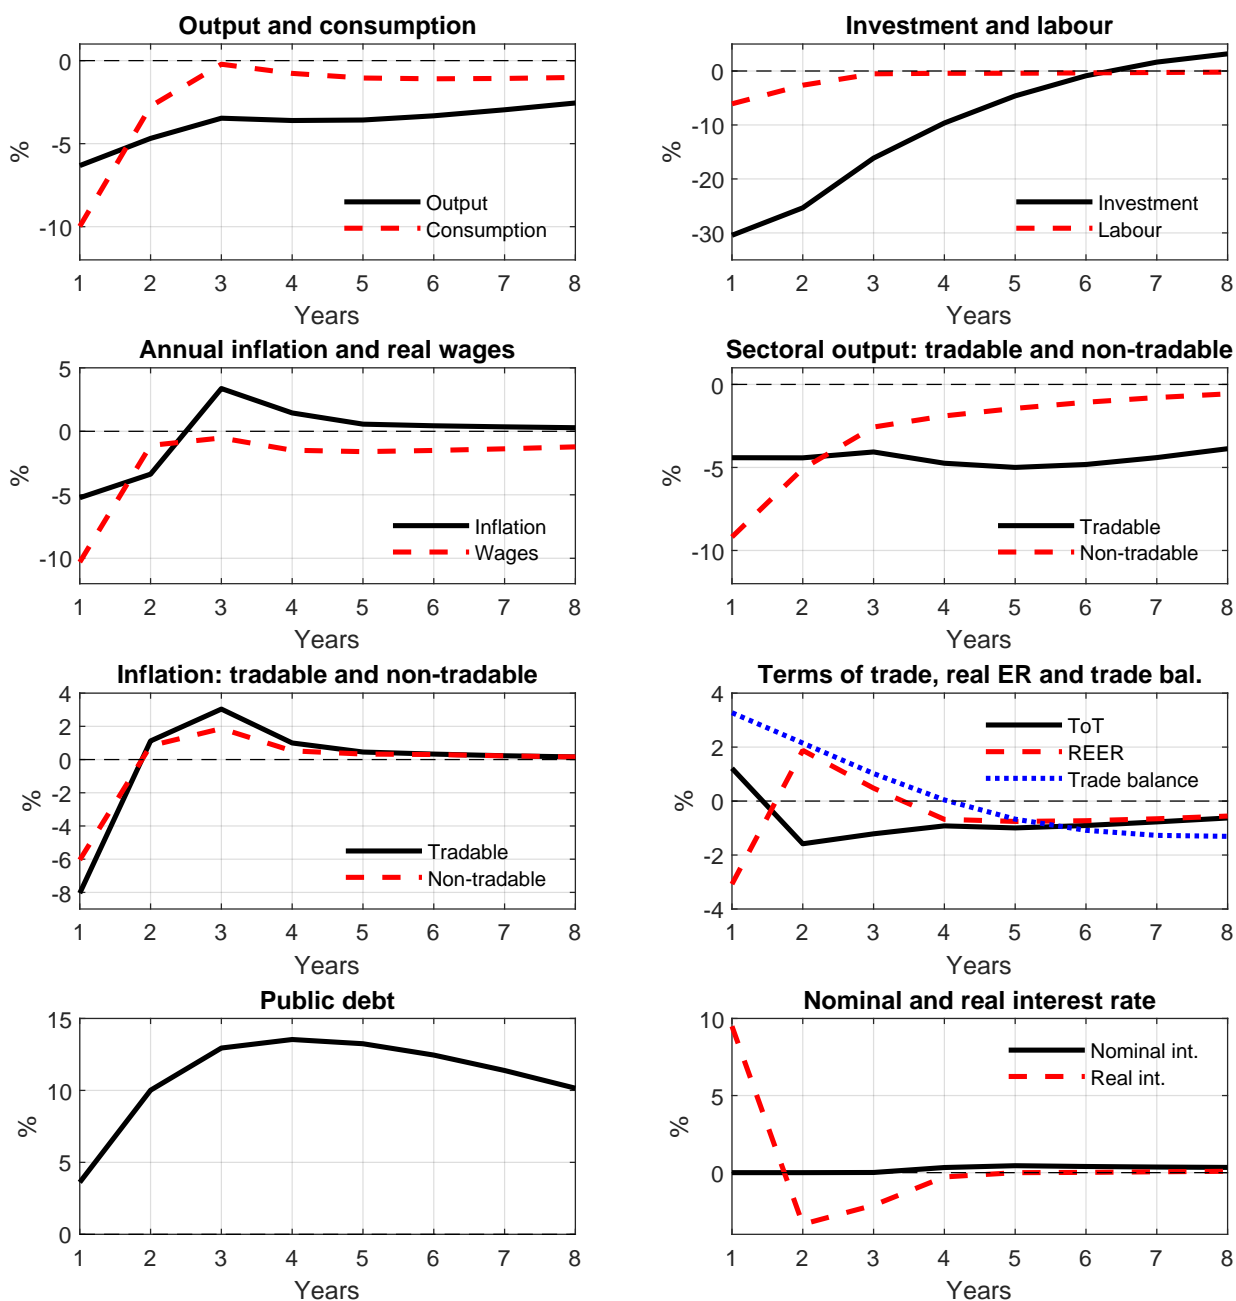 Output and consumption
0
-5
-10
%
Output
Consumption
1 2 3 4 5 6 7 8
Years
Investment and labour
0
-10
-20
-30
%
Investment
Labour
1 2 3 4 5 6 7 8
Years
Annual inflation and real wages
5
0
-5
-10
%
Inflation
Wages
1 2 3 4 5 6 7 8
Years
Sectoral output: tradable and non-tradable
0
-5
-10
%
Tradable
Non-tradable
1 2 3 4 5 6 7 8
Years
Inflation: tradable and non-tradable
4
2
0
-2
-4
-6
-8
%
Tradable
Non-tradable
1 2 3 4 5 6 7 8
Years
Terms of trade, real ER and trade bal.
4
2
0
-2
-4
%
ToT
REER
Trade balance
1 2 3 4 5 6 7 8
Years
Public debt
15
10
5
0
%
1 2 3 4 5 6 7 8
Years
Nominal and real interest rate
10
5
0
%
Nominal int.
Real int.
1 2 3 4 5 6 7 8
Years